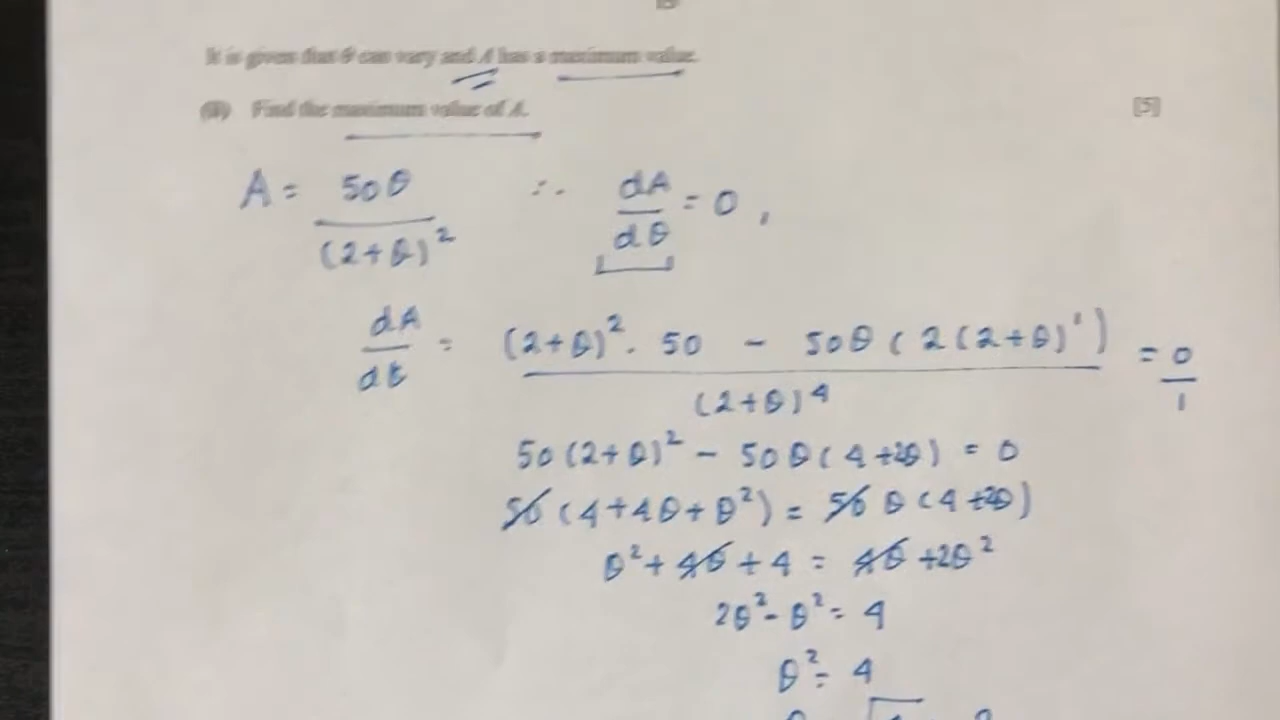 It is given that θ can vary and A has a maximum value.
(ii) Find the maximum value of A. [5]
A = 50θ / (2+θ)² ∴ dA/dθ = 0,
dA/dt = (2+θ)². 50 − 50θ(2(2+θ)¹) / (2+θ)⁴ = 0/1
50(2+θ)² − 50θ(4+2θ) = 0
50(4+4θ+θ²) = 50θ(4+2θ)
θ² + 4θ + 4 = 4θ + 2θ²
2θ² − θ² = 4
θ² = 4